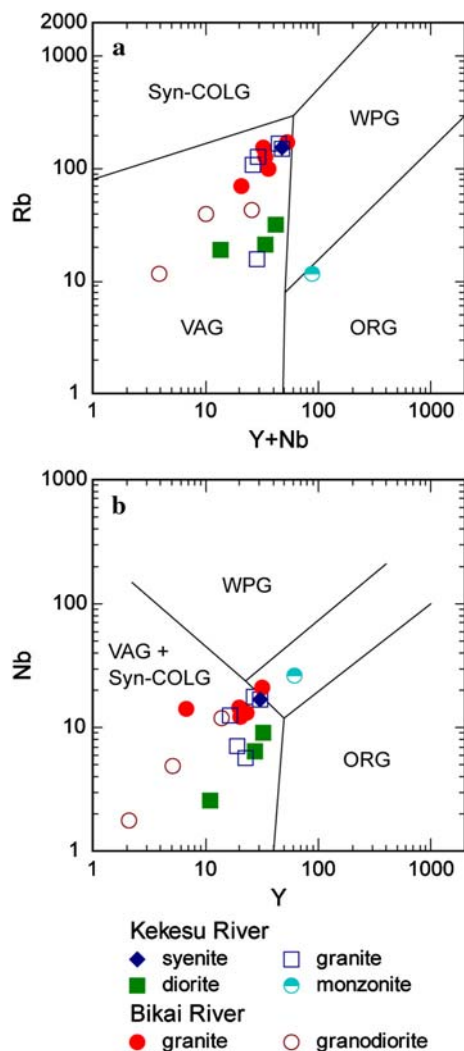 2000
1000
100
10
1
Rb
a
Syn-COLG
WPG
VAG
ORG
1
10
100
1000
Y+Nb
1000
100
10
1
Nb
b
WPG
VAG +
Syn-COLG
ORG
1
10
100
1000
Y
Kekesu River
syenite
granite
diorite
monzonite
Bikai River
granite
granodiorite